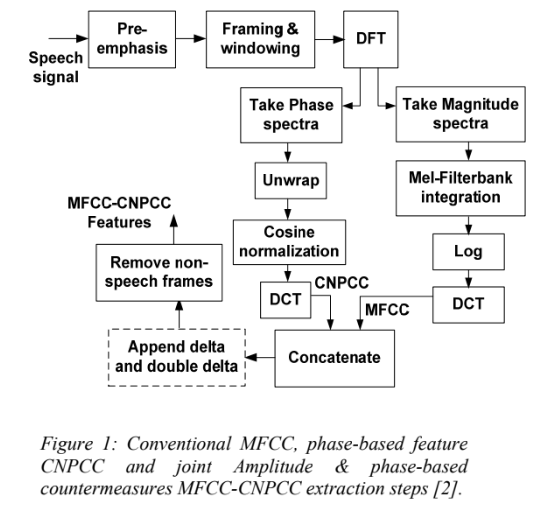 Pre-
emphasis
Framing &
windowing
DFT
Speech
signal
Take Phase
spectra
Take Magnitude
spectra
Unwrap
Mel-Filterbank
integration
MFCC-CNPCC
Features
Cosine
normalization
Log
Remove non-
speech frames
CNPCC
DCT
MFCC
DCT
Append delta
and double delta
Concatenate
Figure 1: Conventional MFCC, phase-based feature
CNPCC and joint Amplitude & phase-based
countermeasures MFCC-CNPCC extraction steps [2].